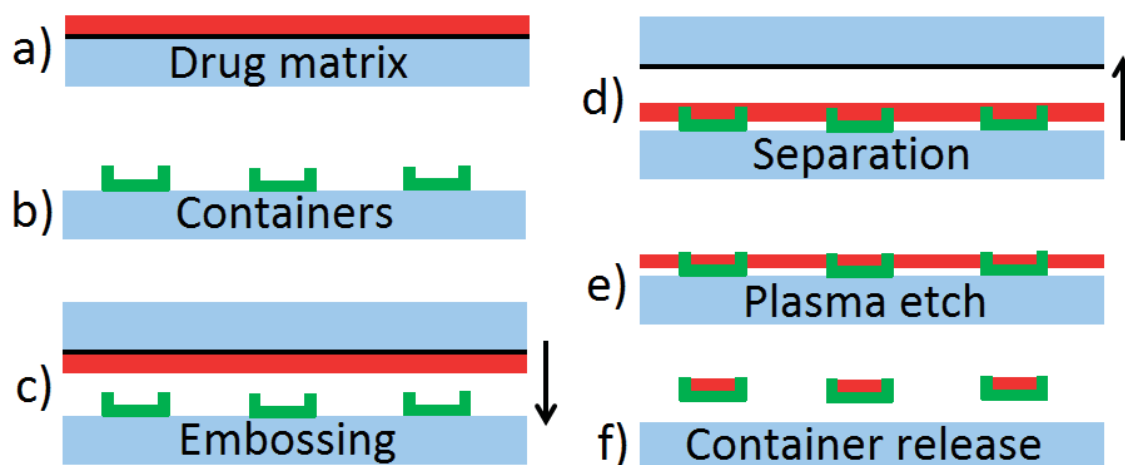 a)
Drug matrix
b)
Containers
c)
Embossing
d)
Separation
e)
Plasma etch
f)
Container release